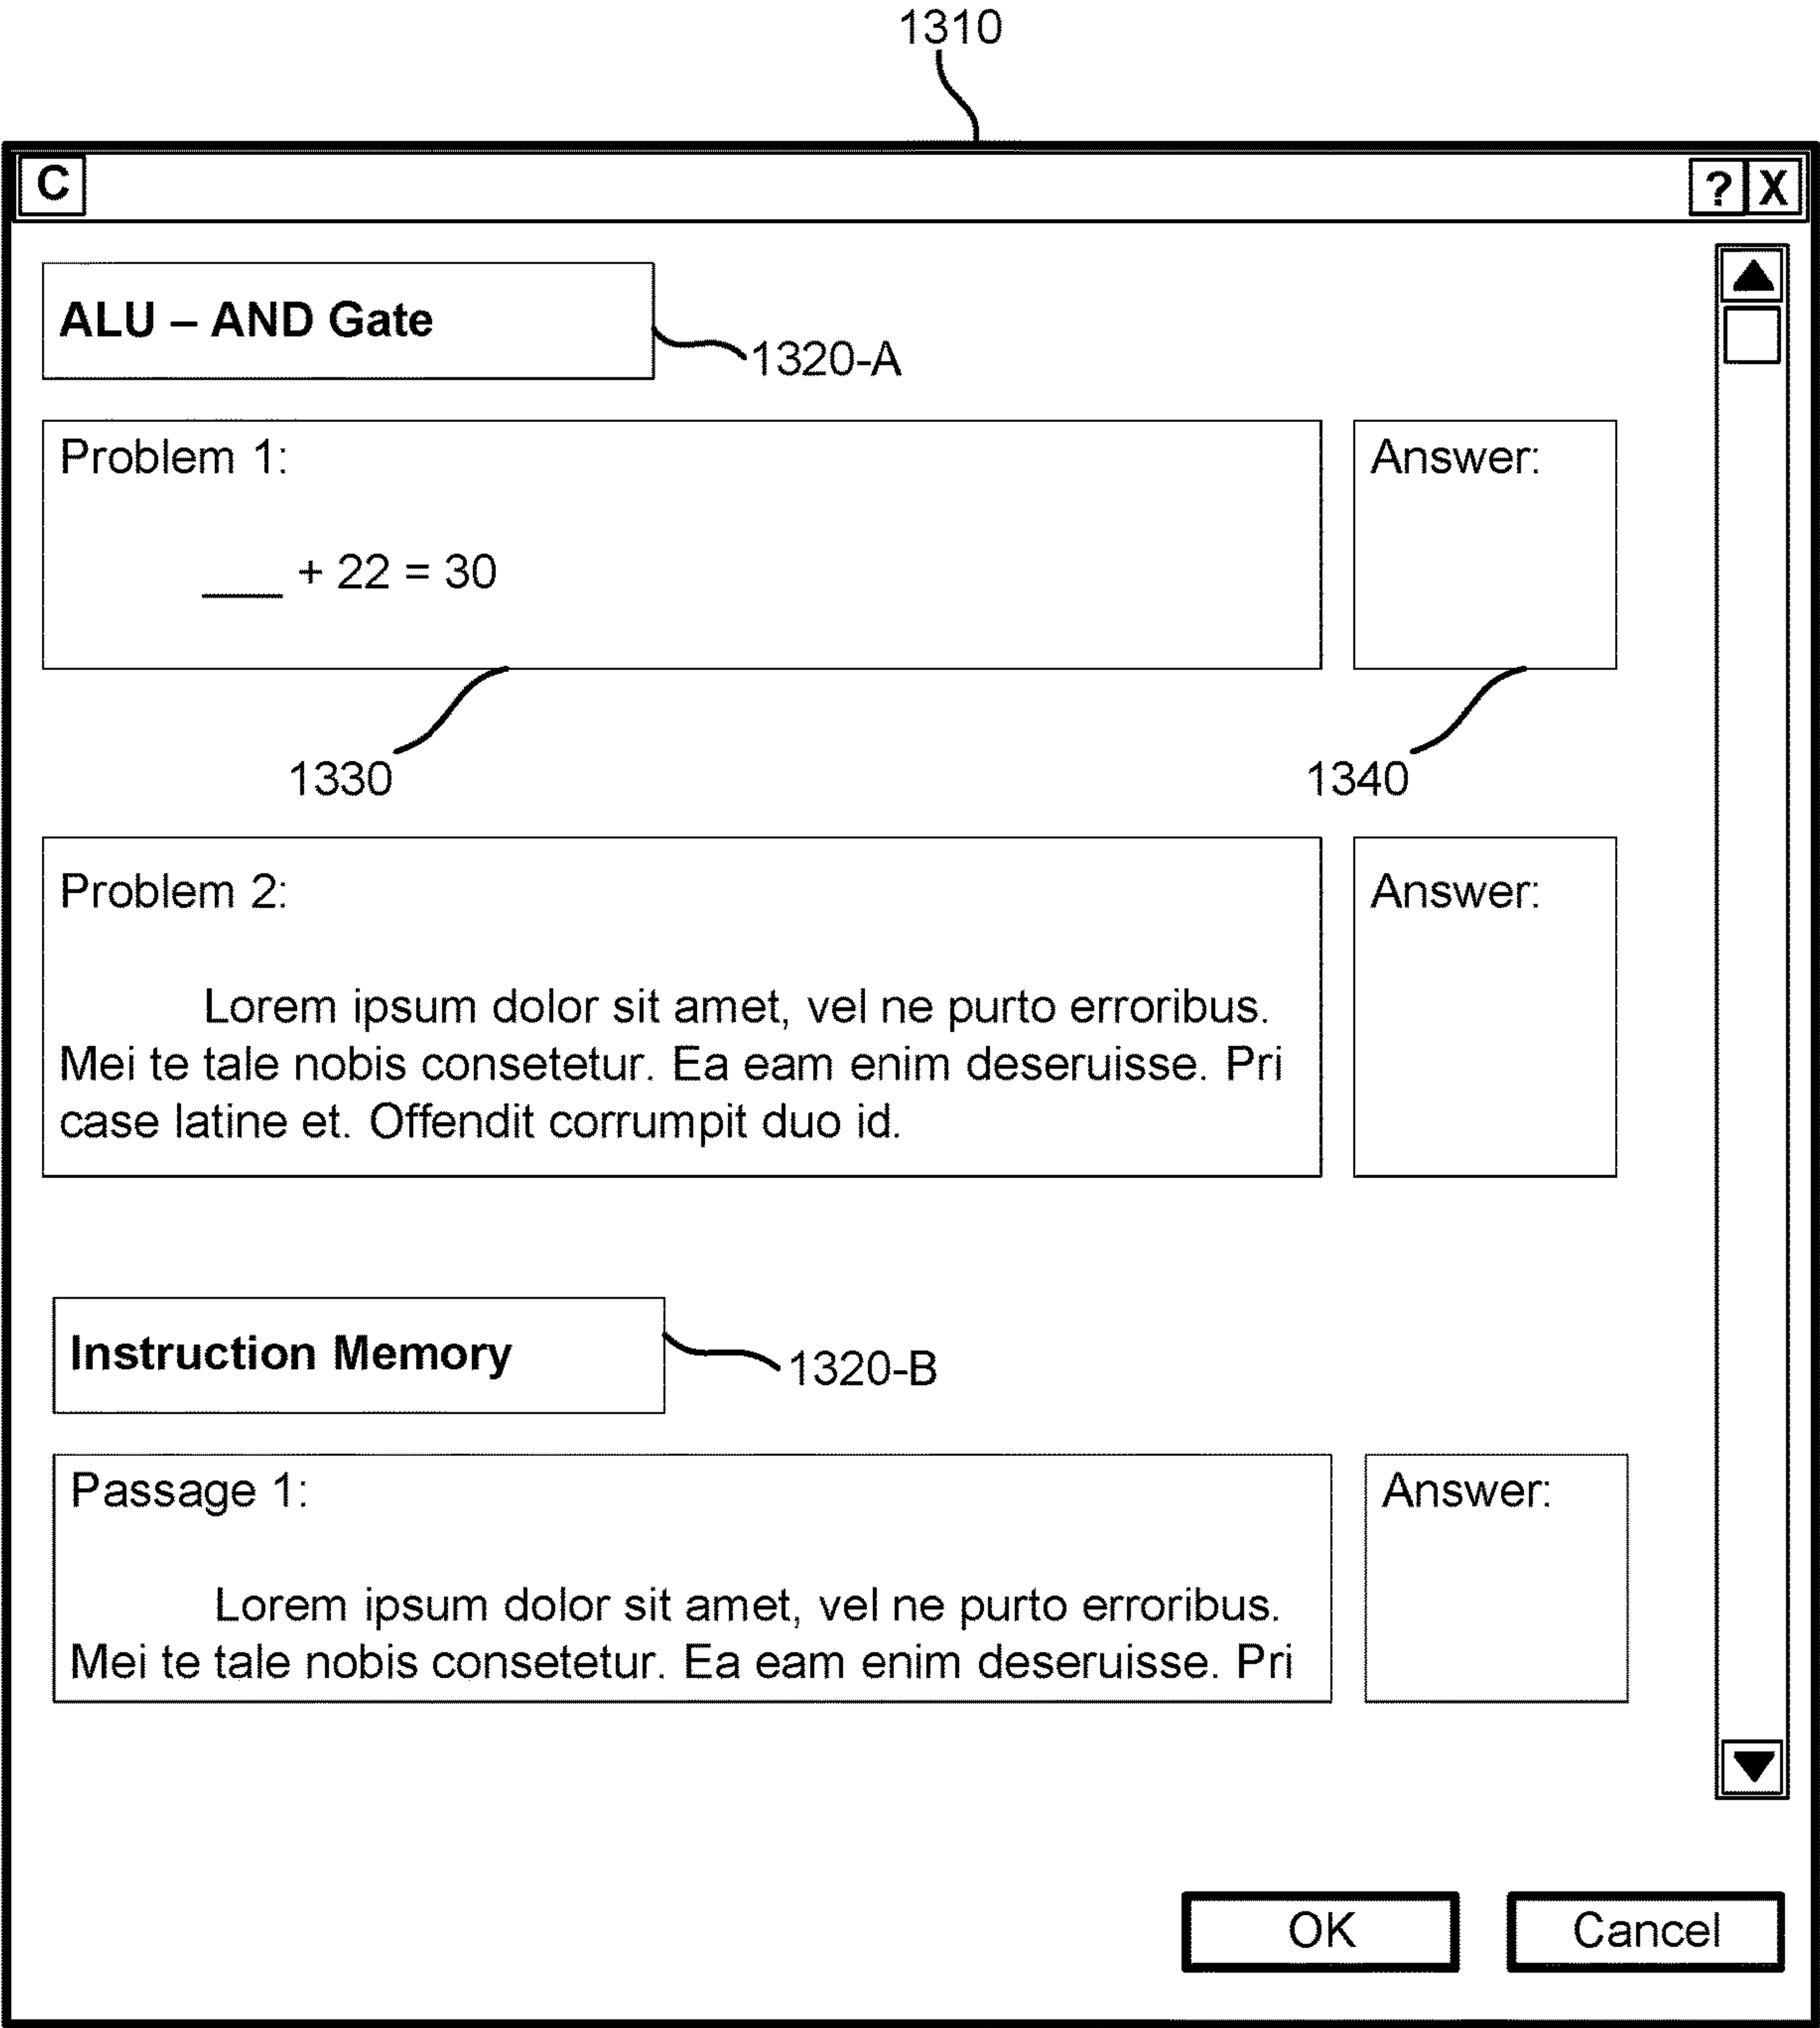 1310
C ? X
ALU – AND Gate
1320-A
Problem 1: Answer:
____ + 22 = 30
1330 1340
Problem 2: Answer:
Lorem ipsum dolor sit amet, vel ne purto erroribus.
Mei te tale nobis consetetur. Ea eam enim deseruisse. Pri
case latine et. Offendit corrumpit duo id.
Instruction Memory
1320-B
Passage 1: Answer:
Lorem ipsum dolor sit amet, vel ne purto erroribus.
Mei te tale nobis consetetur. Ea eam enim deseruisse. Pri
OK Cancel